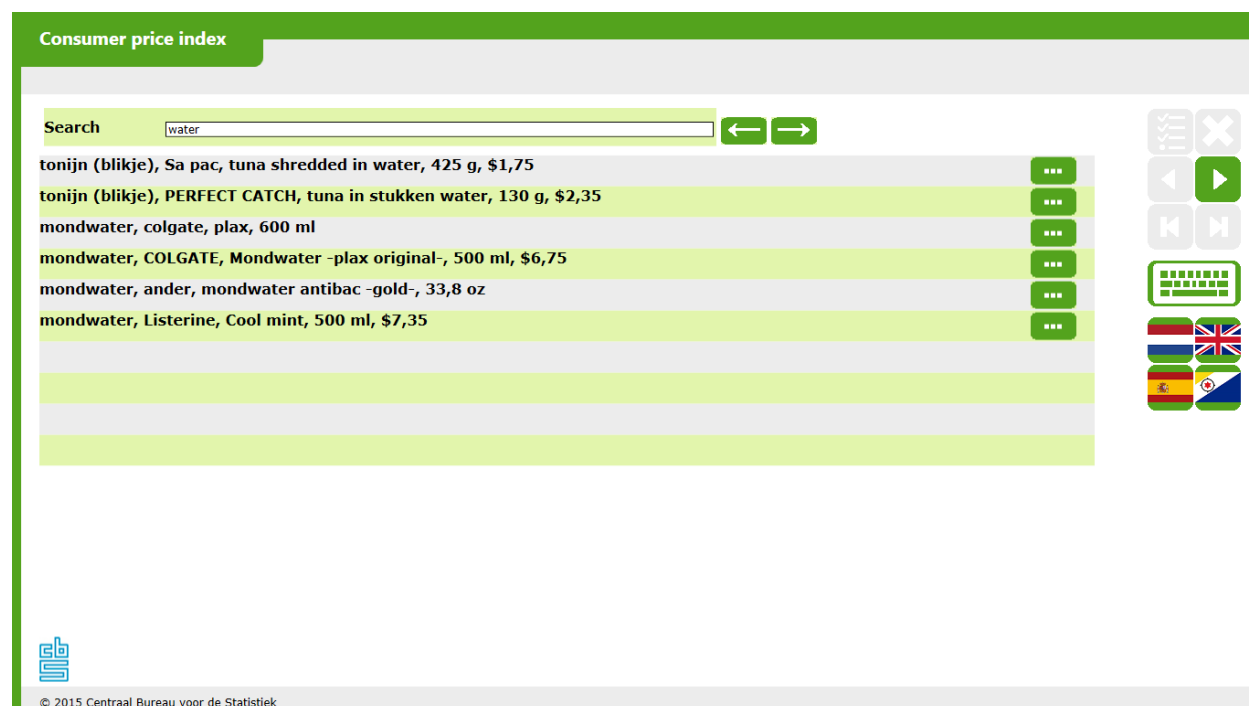 Consumer price index
Search water
tonijn (blikje), Sa pac, tuna shredded in water, 425 g, $1,75
tonijn (blikje), PERFECT CATCH, tuna in stukken water, 130 g, $2,35
mondwater, colgate, plax, 600 ml
mondwater, COLGATE, Mondwater -plax original-, 500 ml, $6,75
mondwater, ander, mondwater antibac -gold-, 33,8 oz
mondwater, Listerine, Cool mint, 500 ml, $7,35
cbs
© 2015 Centraal Bureau voor de Statistiek